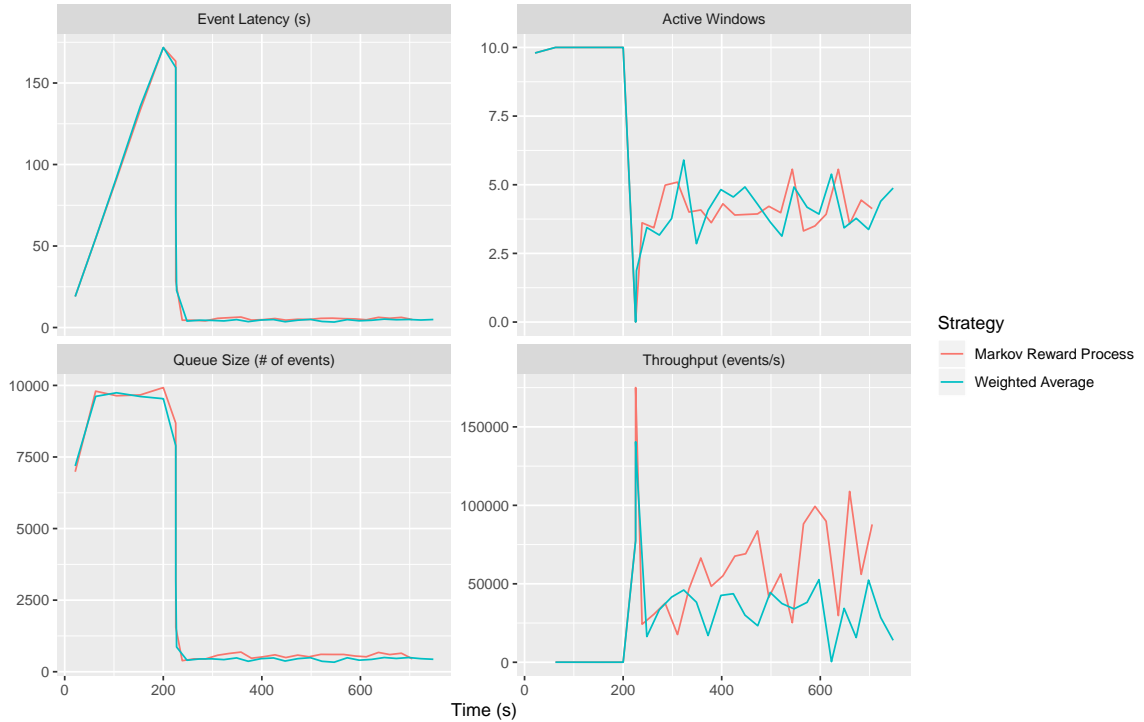 Event Latency (s)
Active Windows
150
100
50
0
10.0
7.5
5.0
2.5
0.0
Queue Size (# of events)
Throughput (events/s)
10000
7500
5000
2500
0
150000
100000
50000
0
0 200 400 600
0 200 400 600
Time (s)
Strategy
Markov Reward Process
Weighted Average